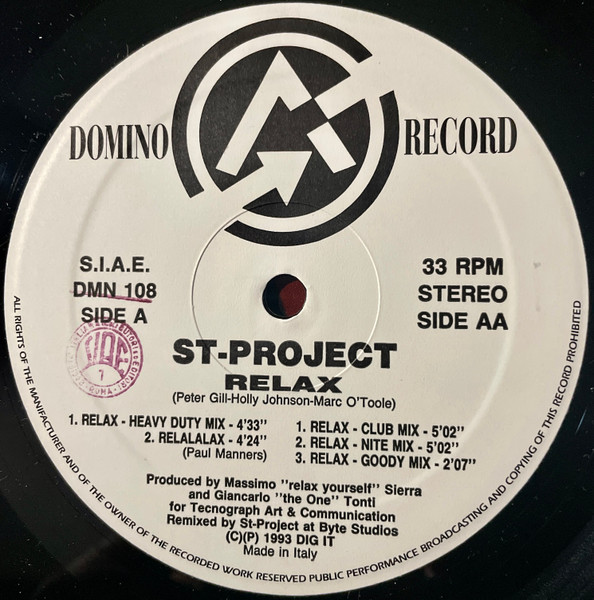 DOMINO RECORD
S.I.A.E.
DMN 108
SIDE A
33 RPM
STEREO
SIDE AA
ST-PROJECT
RELAX
(Peter Gill-Holly Johnson-Marc O'Toole)
1. RELAX - HEAVY DUTY MIX - 4'33"
2. RELALALAX - 4'24"
(Paul Manners)
1. RELAX - CLUB MIX - 5'02"
2. RELAX - NITE MIX - 5'02"
3. RELAX - GOODY MIX - 2'07"
Produced by Massimo "relax yourself" Sierra
and Giancarlo "the One" Tonti
for Tecnograph Art & Communication
Remixed by St-Project at Byte Studios
(C)(P) 1993 DIG IT
Made in Italy
ALL RIGHTS OF THE MANIFACTURER AND OF THE OWNER OF THE RECORDED WORK RESERVED PUBLIC PERFORMANCE BROADCASTING AND COPYING OF THIS RECORD PROHIBITED